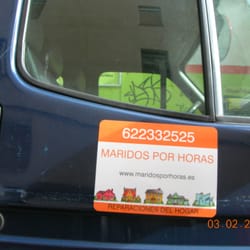 622332525
MARIDOS POR HORAS
www.maridosporhoras.es
REPARACIONES DEL HOGAR
03.02.2